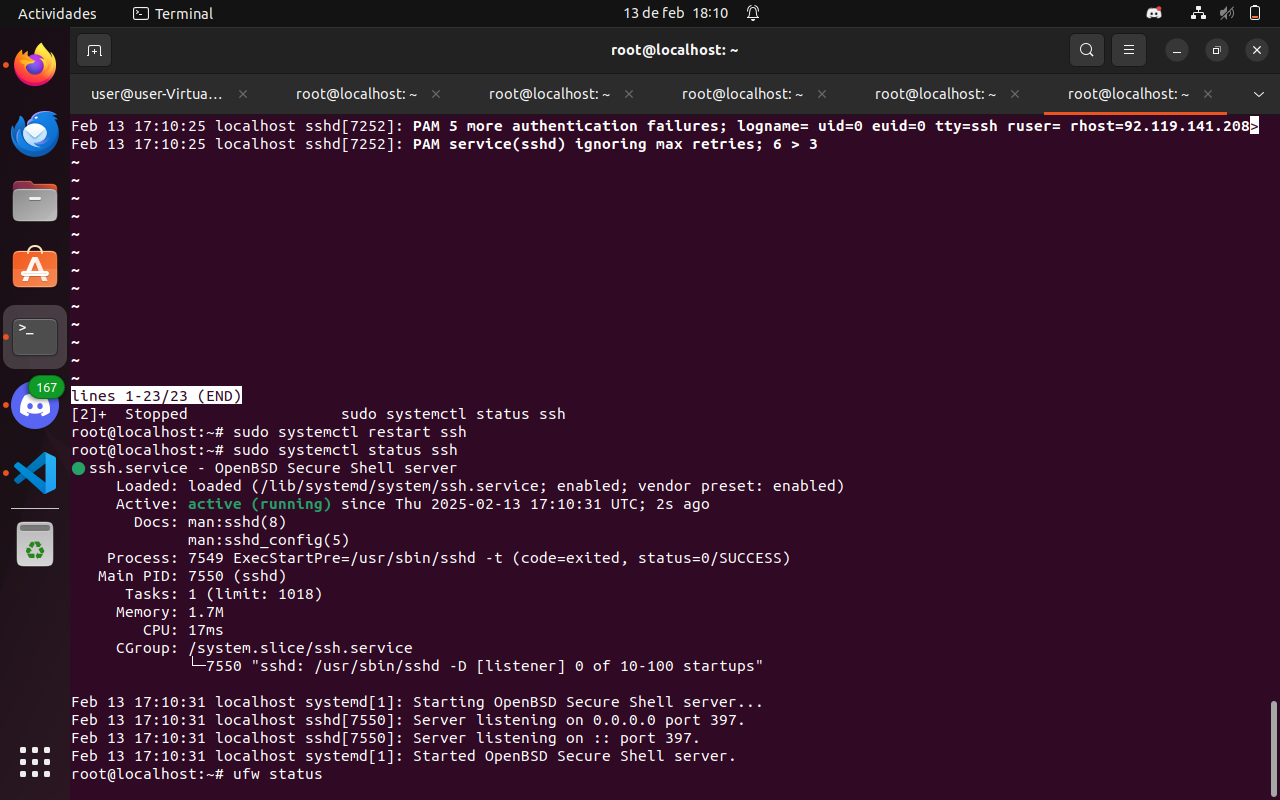 Actividades
Terminal
13 de feb 18:10
root@localhost: ~
user@user-Virtua...
root@localhost: ~
root@localhost: ~
root@localhost: ~
root@localhost: ~
root@localhost: ~
Feb 13 17:10:25 localhost sshd[7252]: PAM 5 more authentication failures; logname= uid=0 euid=0 tty=ssh ruser= rhost=92.119.141.208>
Feb 13 17:10:25 localhost sshd[7252]: PAM service(sshd) ignoring max retries; 6 > 3
~
~
~
~
~
~
~
~
~
~
~
~
~
lines 1-23/23 (END)
[2]+  Stopped                 sudo systemctl status ssh
root@localhost:~# sudo systemctl restart ssh
root@localhost:~# sudo systemctl status ssh
● ssh.service - OpenBSD Secure Shell server
     Loaded: loaded (/lib/systemd/system/ssh.service; enabled; vendor preset: enabled)
     Active: active (running) since Thu 2025-02-13 17:10:31 UTC; 2s ago
       Docs: man:sshd(8)
             man:sshd_config(5)
    Process: 7549 ExecStartPre=/usr/sbin/sshd -t (code=exited, status=0/SUCCESS)
   Main PID: 7550 (sshd)
      Tasks: 1 (limit: 1018)
     Memory: 1.7M
        CPU: 17ms
     CGroup: /system.slice/ssh.service
             └─7550 "sshd: /usr/sbin/sshd -D [listener] 0 of 10-100 startups"
Feb 13 17:10:31 localhost systemd[1]: Starting OpenBSD Secure Shell server...
Feb 13 17:10:31 localhost sshd[7550]: Server listening on 0.0.0.0 port 397.
Feb 13 17:10:31 localhost sshd[7550]: Server listening on :: port 397.
Feb 13 17:10:31 localhost systemd[1]: Started OpenBSD Secure Shell server.
root@localhost:~# ufw status
>_
167